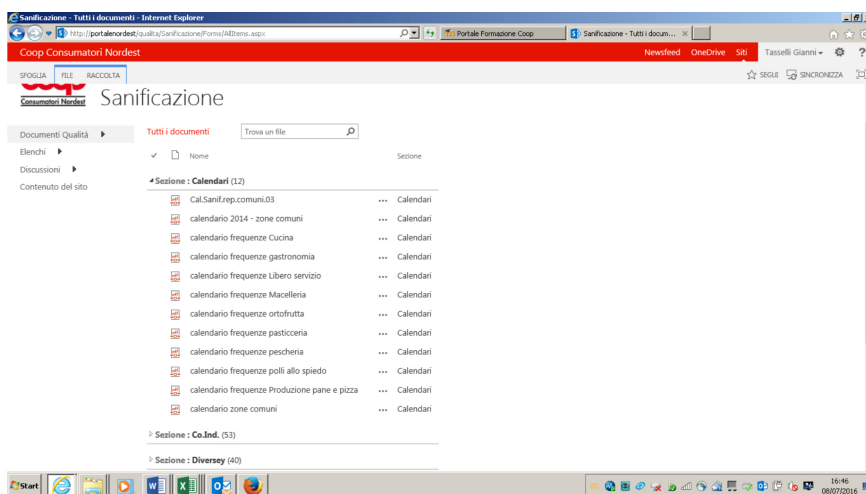 Sanificazione - Tutti i documenti - Internet Explorer
http://portalenordest/qualita/Sanificazione/Forms/AllItems.aspx
Portale Formazione Coop
Sanificazione - Tutti i docum...
Coop Consumatori Nordest
Newsfeed OneDrive Siti Tasselli Gianni
SFOGLIA FILE RACCOLTA
SEGUI SINCRONIZZA
Consumatori Nordest
Sanificazione
Documenti Qualità
Elenchi
Discussioni
Contenuto del sito
Tutti i documenti
Trova un file
Nome Sezione
Sezione : Calendari (12)
Cal.Sanif.rep.comuni.03 ... Calendari
calendario 2014 - zone comuni ... Calendari
calendario frequenze Cucina ... Calendari
calendario frequenze gastronomia ... Calendari
calendario frequenze Libero servizio ... Calendari
calendario frequenze Macelleria ... Calendari
calendario frequenze ortofrutta ... Calendari
calendario frequenze pasticceria ... Calendari
calendario frequenze pescheria ... Calendari
calendario frequenze polli allo spiedo ... Calendari
calendario frequenze Produzione pane e pizza ... Calendari
calendario zone comuni ... Calendari
Sezione : Co.Ind. (53)
Sezione : Diversey (40)
Start
16:46